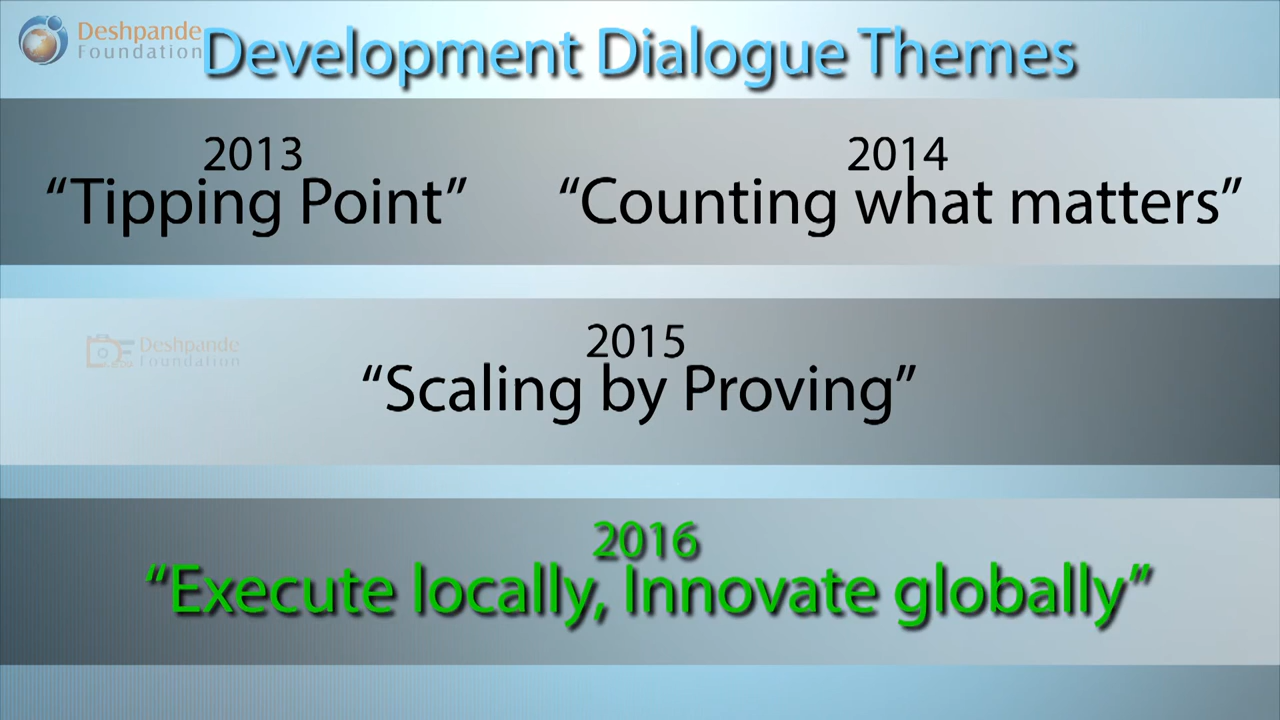 Deshpande
Foundation
Development Dialogue Themes
2013
“Tipping Point”
2014
“Counting what matters”
Deshpande
Foundation
2015
“Scaling by Proving”
2016
“Execute locally, Innovate globally”